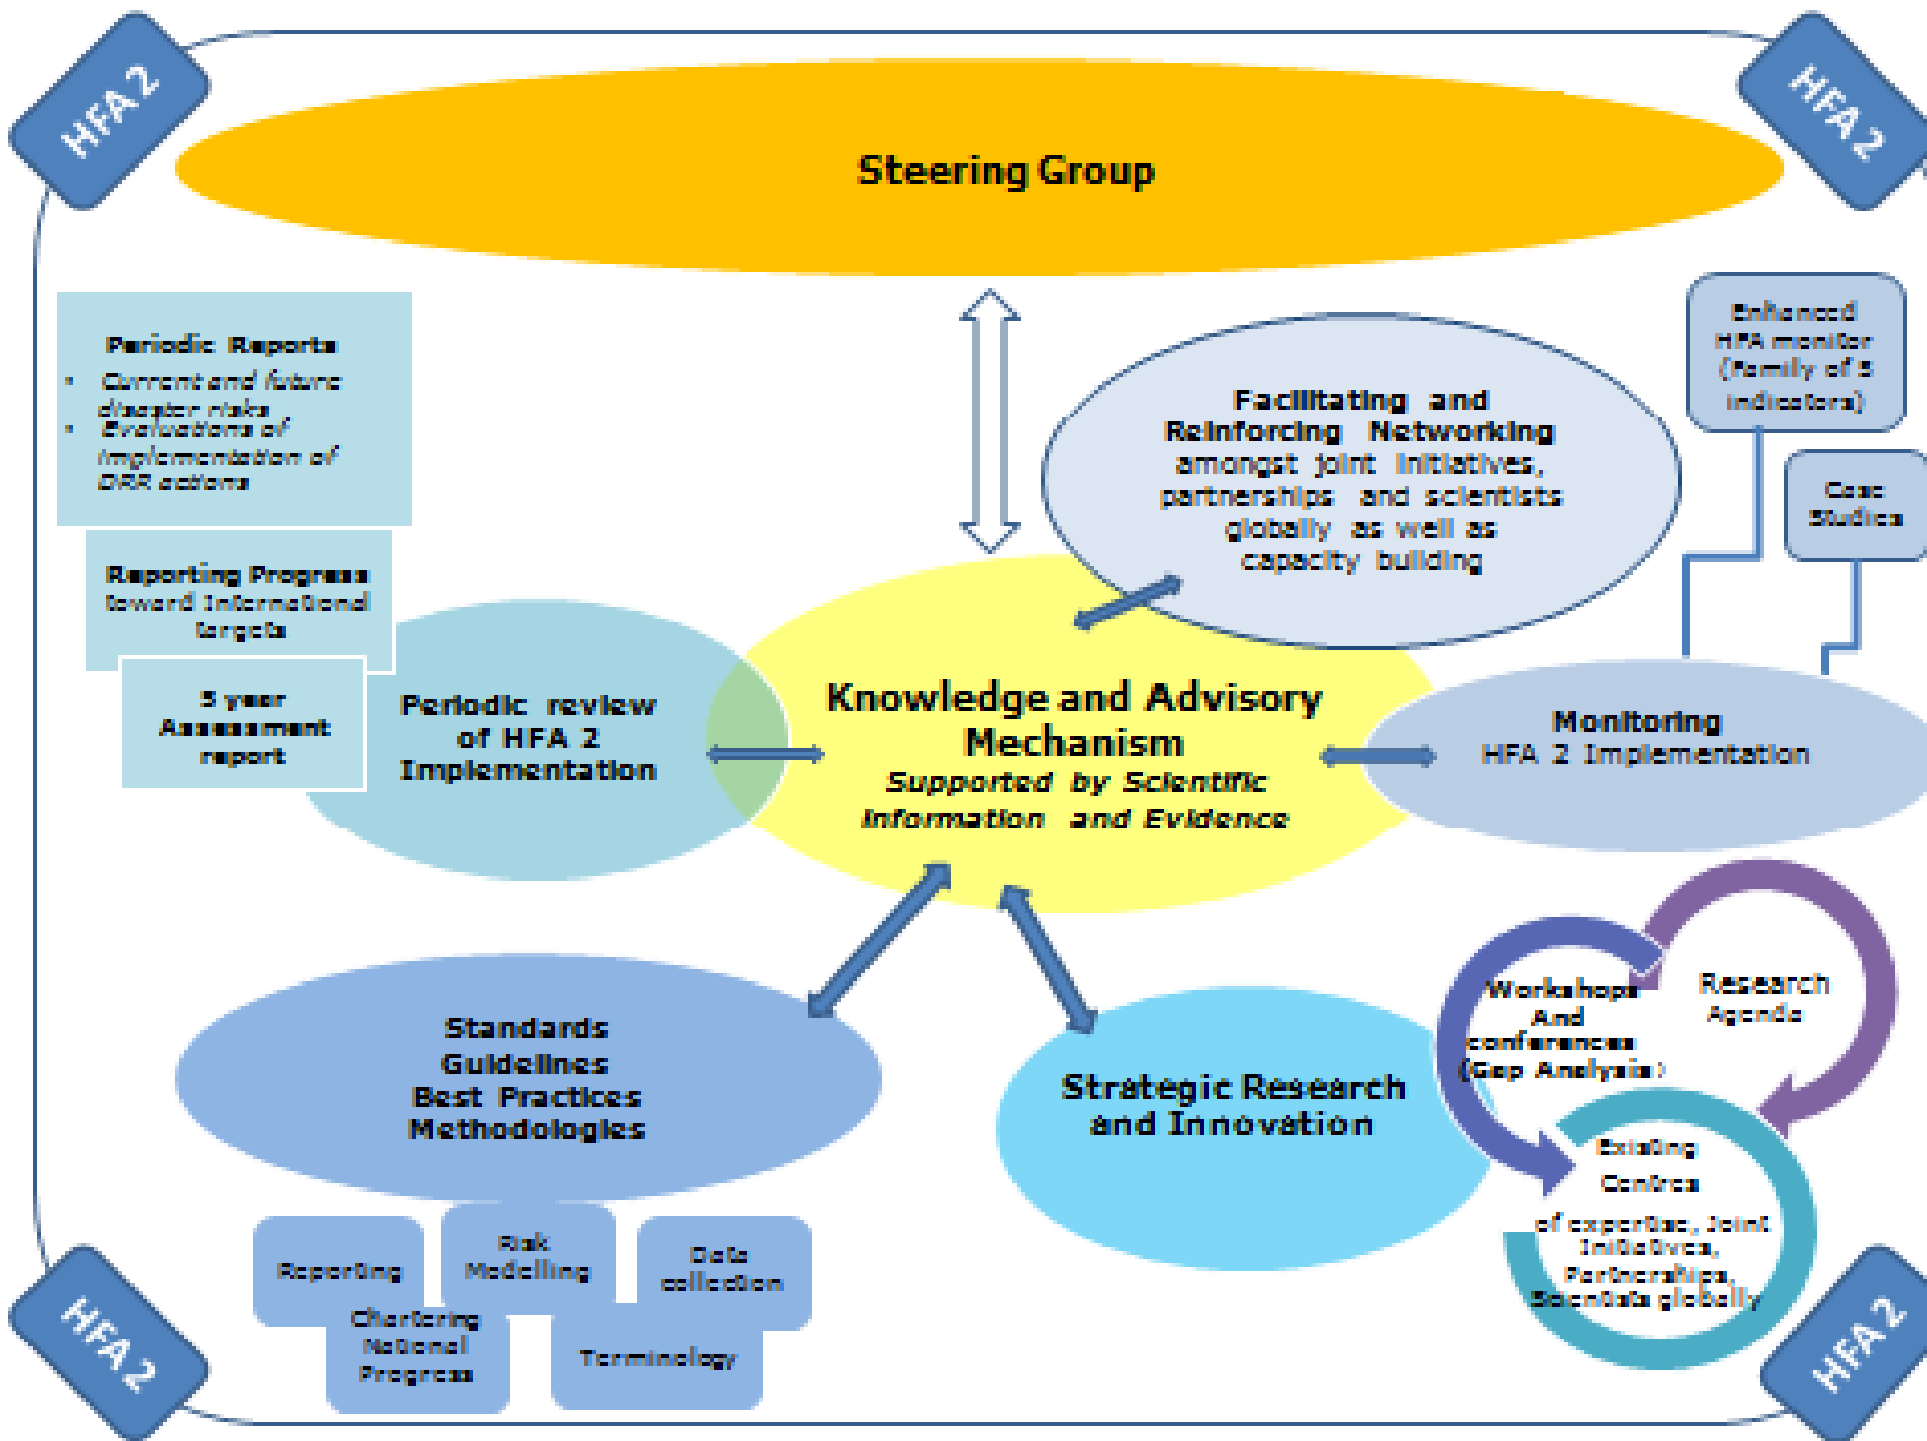 HFA 2
HFA 2
Steering Group
Periodic Reports
• Current and future
disaster risks
• Evaluations of
implementation of
DRR actions
Reporting Progress
toward International
targets
5 year
Assessment
report
Periodic review
of HFA 2
Implementation
Facilitating and
Reinforcing Networking
amongst joint initiatives,
partnerships and scientists
globally as well as
capacity building
Enhanced
HFA monitor
(Family of 5
indicators)
Case
Studies
Knowledge and Advisory
Mechanism
Supported by Scientific
Information and Evidence
Monitoring
HFA 2 Implementation
Standards
Guidelines
Best Practices
Methodologies
Reporting
Risk
Modelling
Data
collection
Chartering
National
Progress
Terminology
Strategic Research
and Innovation
Workshops
And
conferences
(Gap Analysis)
Research
Agenda
Existing
Centres
of expertise, Joint
Initiatives,
Partnerships,
Scientists globally
HFA 2
HFA 2